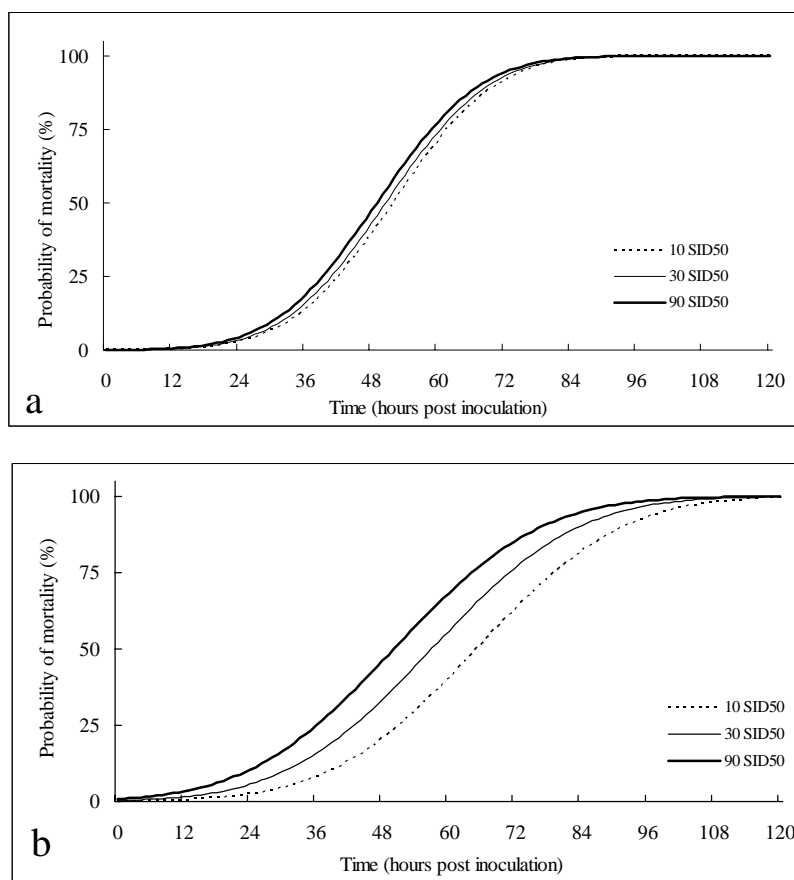 100
75
50
25
0
Probability of mortality (%)
10 SID50
30 SID50
90 SID50
0 12 24 36 48 60 72 84 96 108 120
Time (hours post inoculation)
a
100
75
50
25
0
Probability of mortality (%)
10 SID50
30 SID50
90 SID50
0 12 24 36 48 60 72 84 96 108 120
Time (hours post inoculation)
b